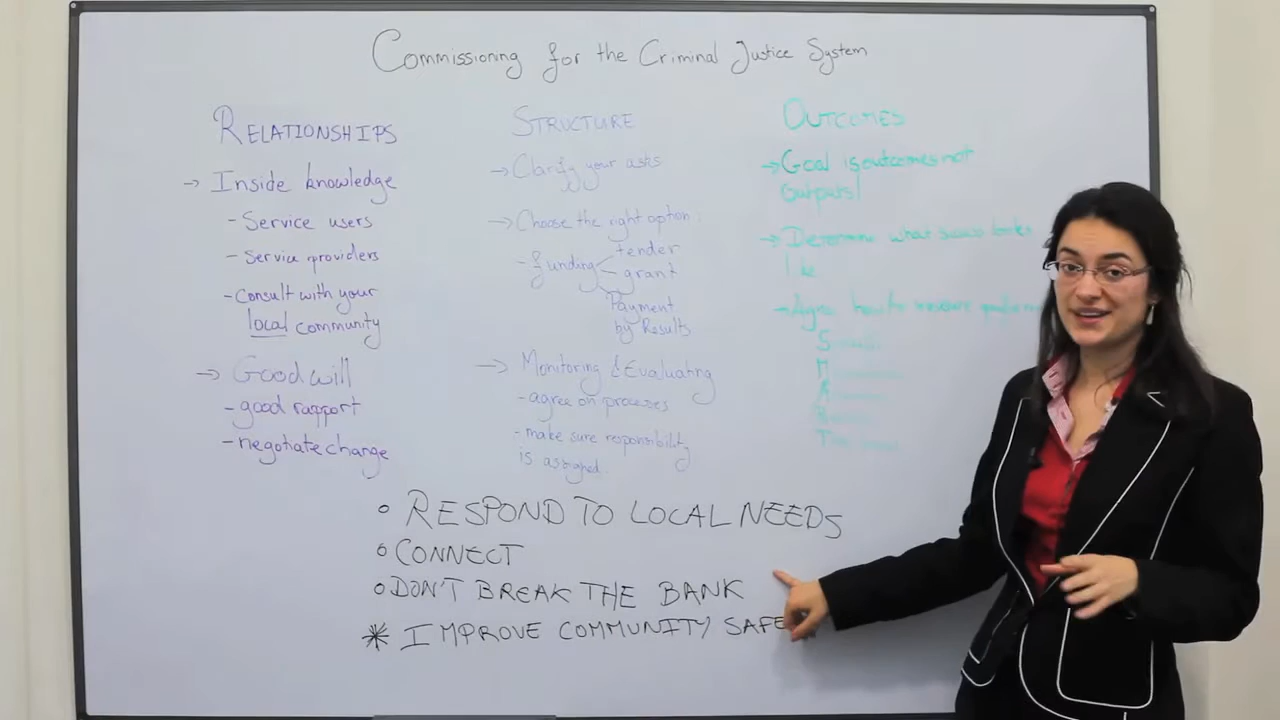 Commissioning for the Criminal Justice System
RELATIONSHIPS
→ Inside knowledge
- Service users
- Service providers
- Consult with your
local community
→ Good will
- good rapport
- negotiate change
STRUCTURE
→ Clarify your asks
→ Choose the right option:
- funding
tender
grant
Payment
by Results
→ Monitoring & Evaluating
- agree on processes
- make sure responsibility
is assigned.
OUTCOMES
→ Goal is outcomes not
outputs!
→ Determine what looks
like
→ Agree how to measure
S
M
A
R
T
o RESPOND TO LOCAL NEEDS
o CONNECT
o DON'T BREAK THE BANK
* IMPROVE COMMUNITY SAFE